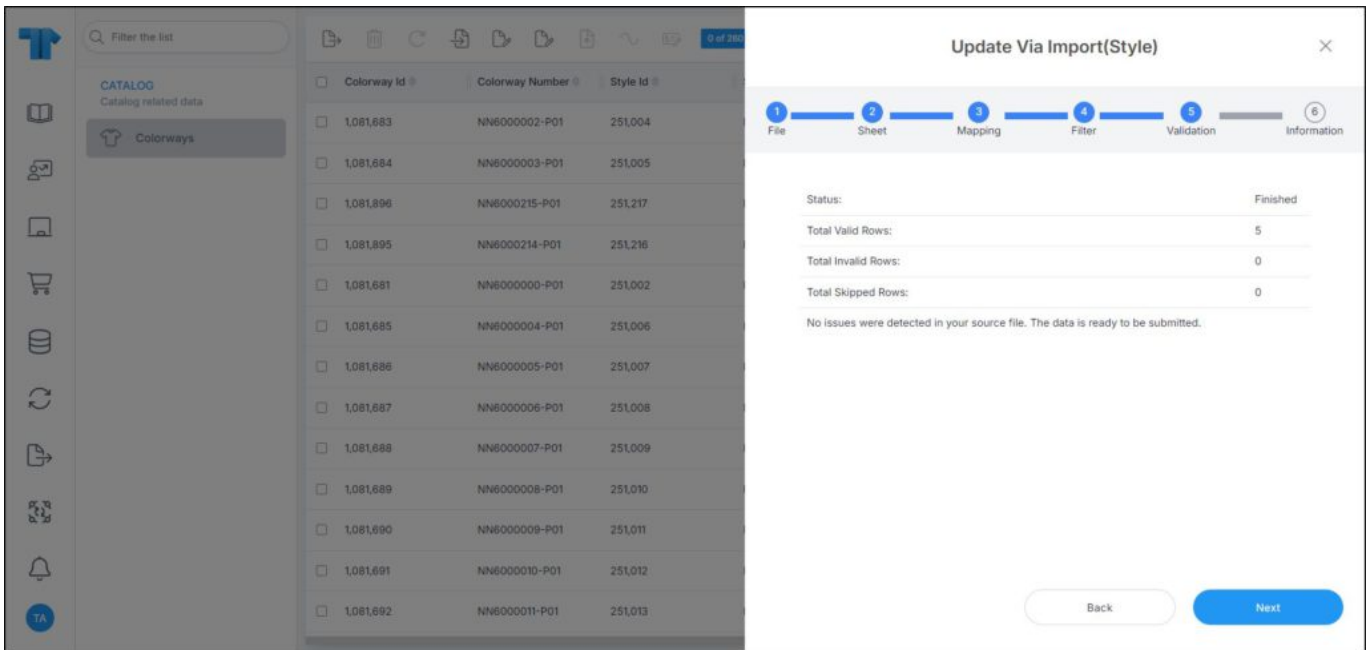 Filter the list
CATALOG
Catalog related data
Colorways
0 of 260
Colorway Id Colorway Number Style Id
1,081,683 NN6000002-P01 251,004
1,081,684 NN6000003-P01 251,005
1,081,896 NN6000215-P01 251,217
1,081,895 NN6000214-P01 251,216
1,081,681 NN6000000-P01 251,002
1,081,685 NN6000004-P01 251,006
1,081,686 NN6000005-P01 251,007
1,081,687 NN6000006-P01 251,008
1,081,688 NN6000007-P01 251,009
1,081,689 NN6000008-P01 251,010
1,081,690 NN6000009-P01 251,011
1,081,691 NN6000010-P01 251,012
1,081,692 NN6000011-P01 251,013
TA
Update Via Import(Style)
1 2 3 4 5 6
File Sheet Mapping Filter Validation Information
Status: Finished
Total Valid Rows: 5
Total Invalid Rows: 0
Total Skipped Rows: 0
No issues were detected in your source file. The data is ready to be submitted.
Back Next